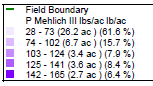 Field Boundary
P Mehlich III lbs/ac lb/ac
28 - 73 (26.2 ac ) (61.6 %)
74 - 102 (6.7 ac ) (15.7 %)
103 - 124 (3.4 ac ) (7.9 %)
125 - 141 (3.6 ac ) (8.4 %)
142 - 165 (2.7 ac ) (6.4 %)